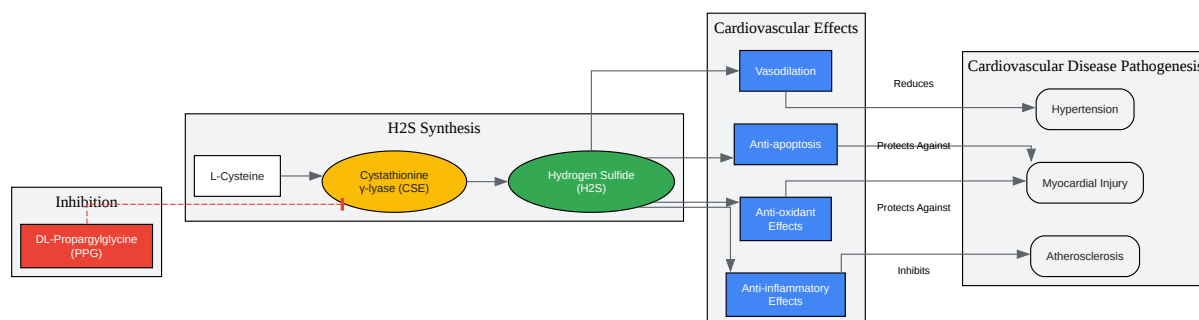 Inhibition
DL-Propargylglycine
(PPG)
H2S Synthesis
L-Cysteine
Cystathionine
γ-lyase (CSE)
Hydrogen Sulfide
(H2S)
Cardiovascular Effects
Vasodilation
Anti-apoptosis
Anti-oxidant
Effects
Anti-inflammatory
Effects
Reduces
Protects Against
Protects Against
Inhibits
Cardiovascular Disease Pathogenesis
Hypertension
Myocardial Injury
Atherosclerosis